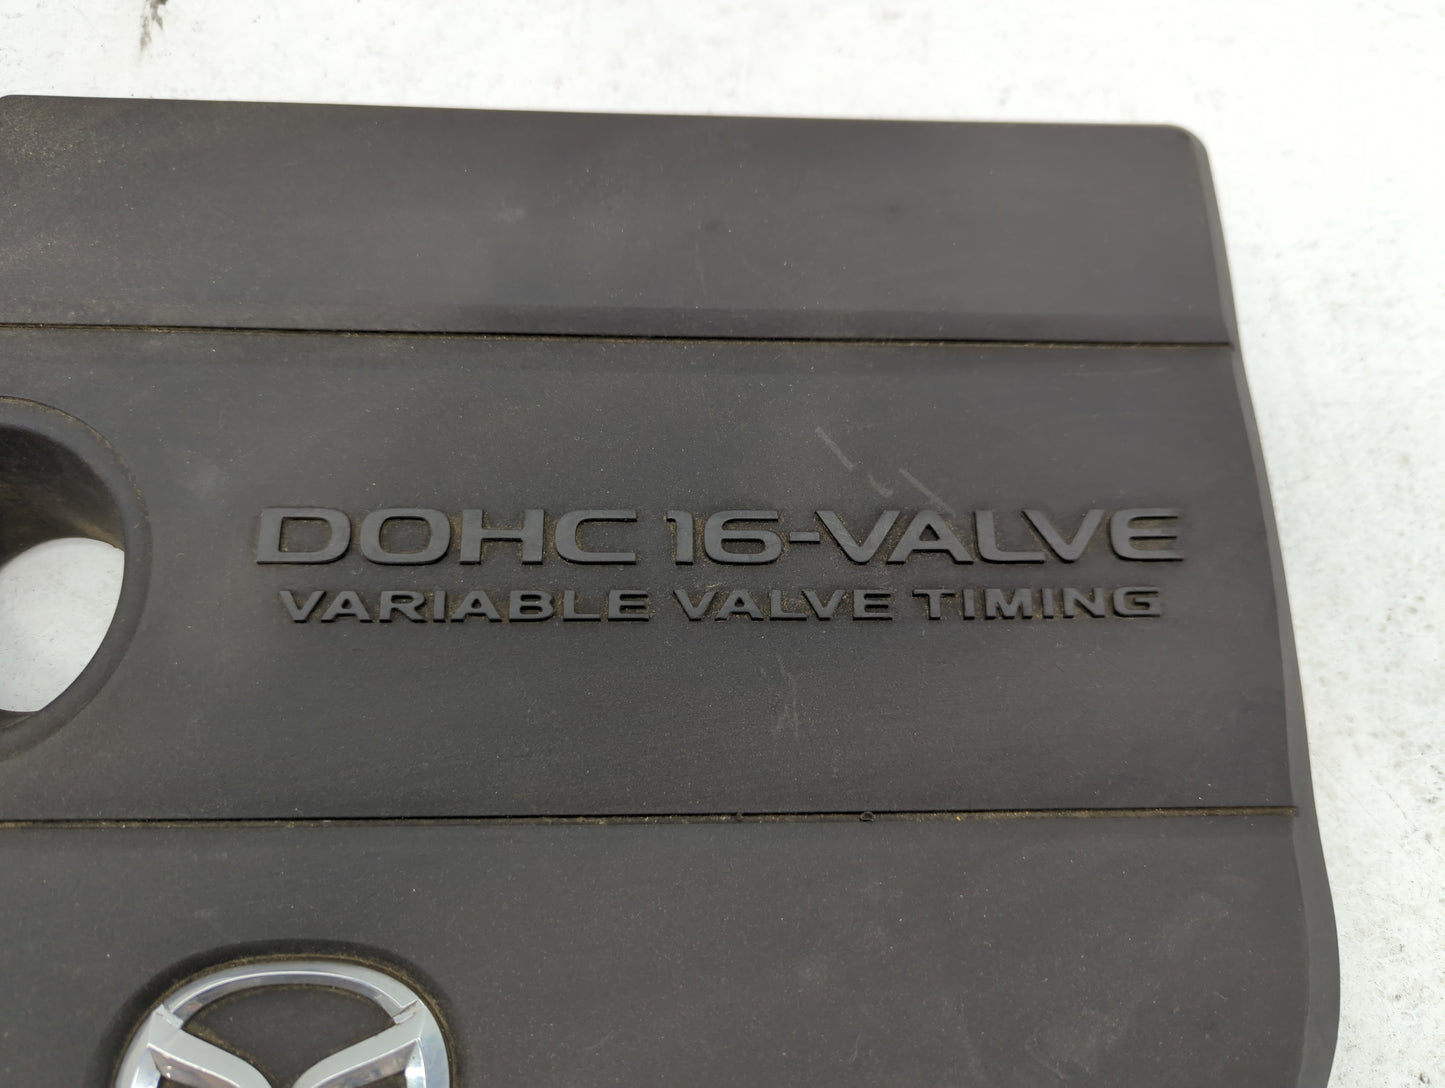 DOHC 16-VALVE
VARIABLE VALVE TIMING